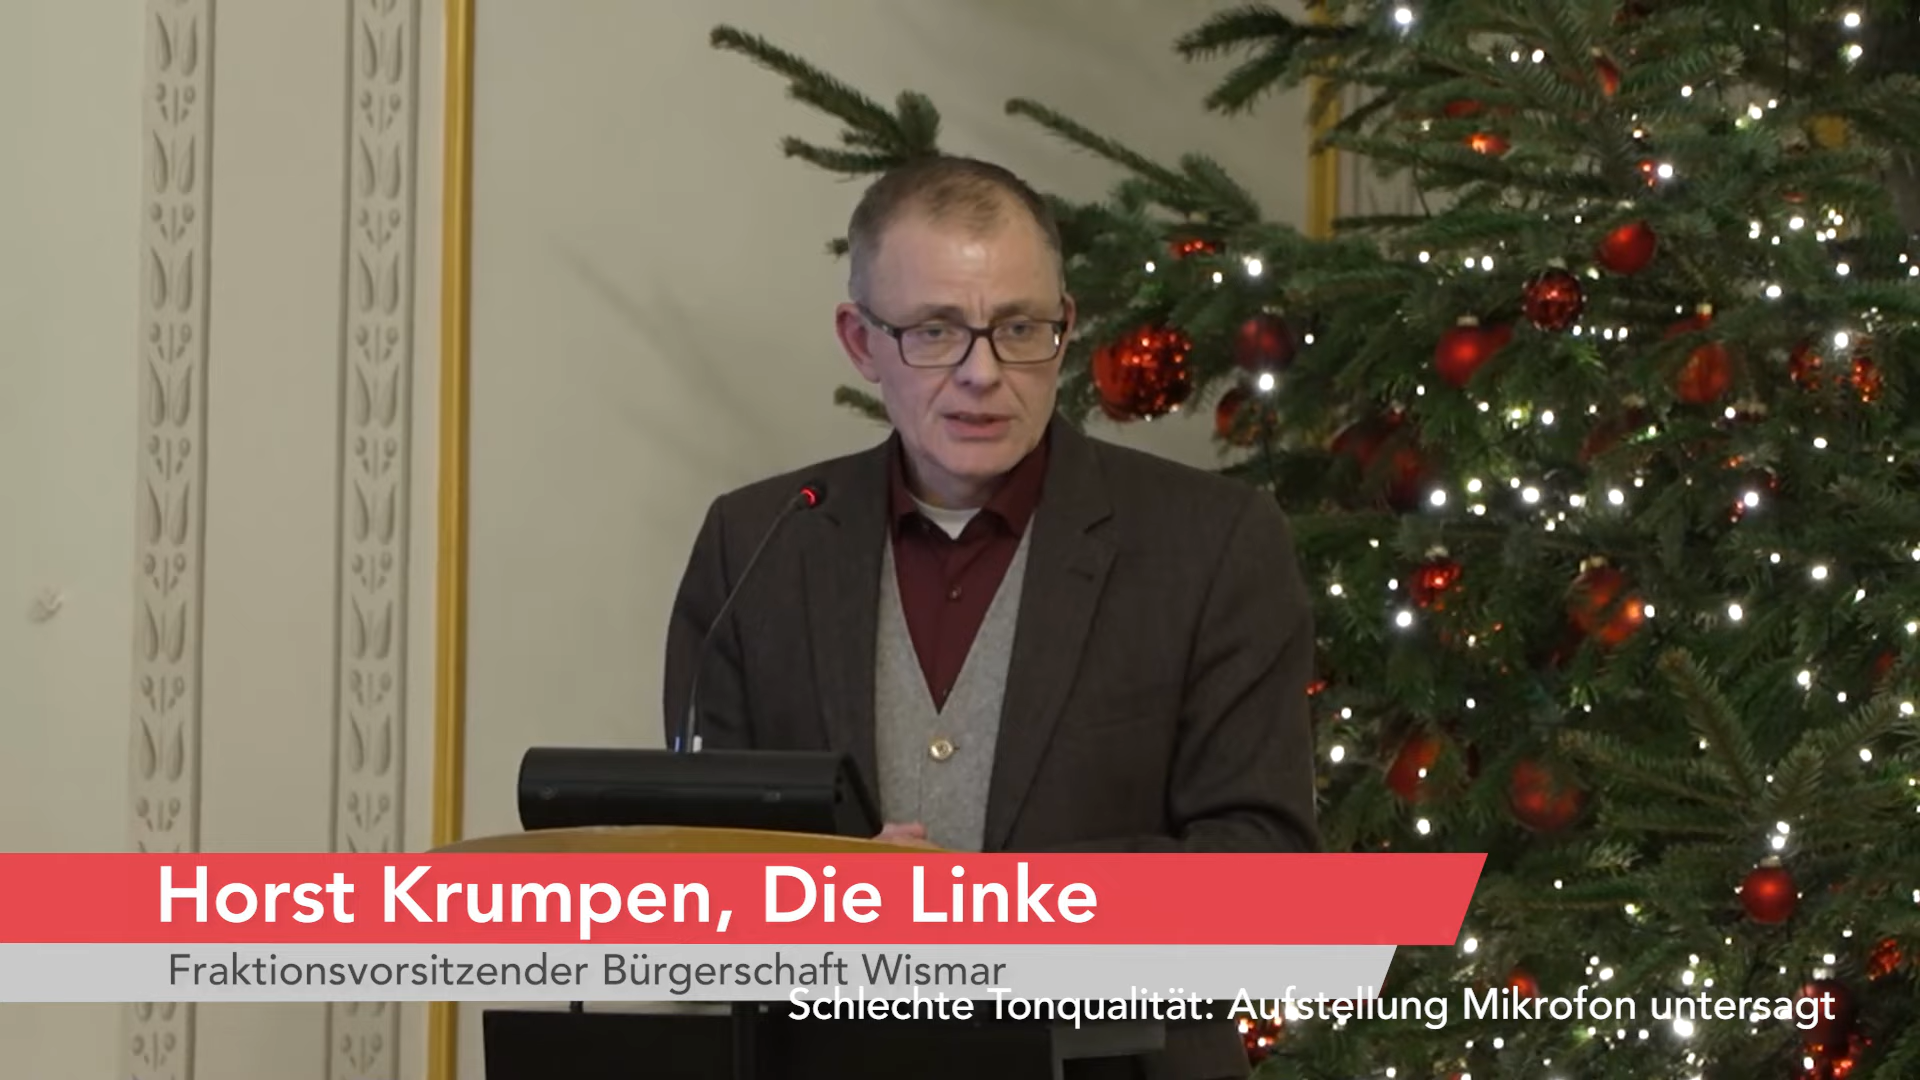 Horst Krumpen, Die Linke
Fraktionsvorsitzender Bürgerschaft Wismar
Schlechte Tonqualität: Aufstellung Mikrofon untersagt